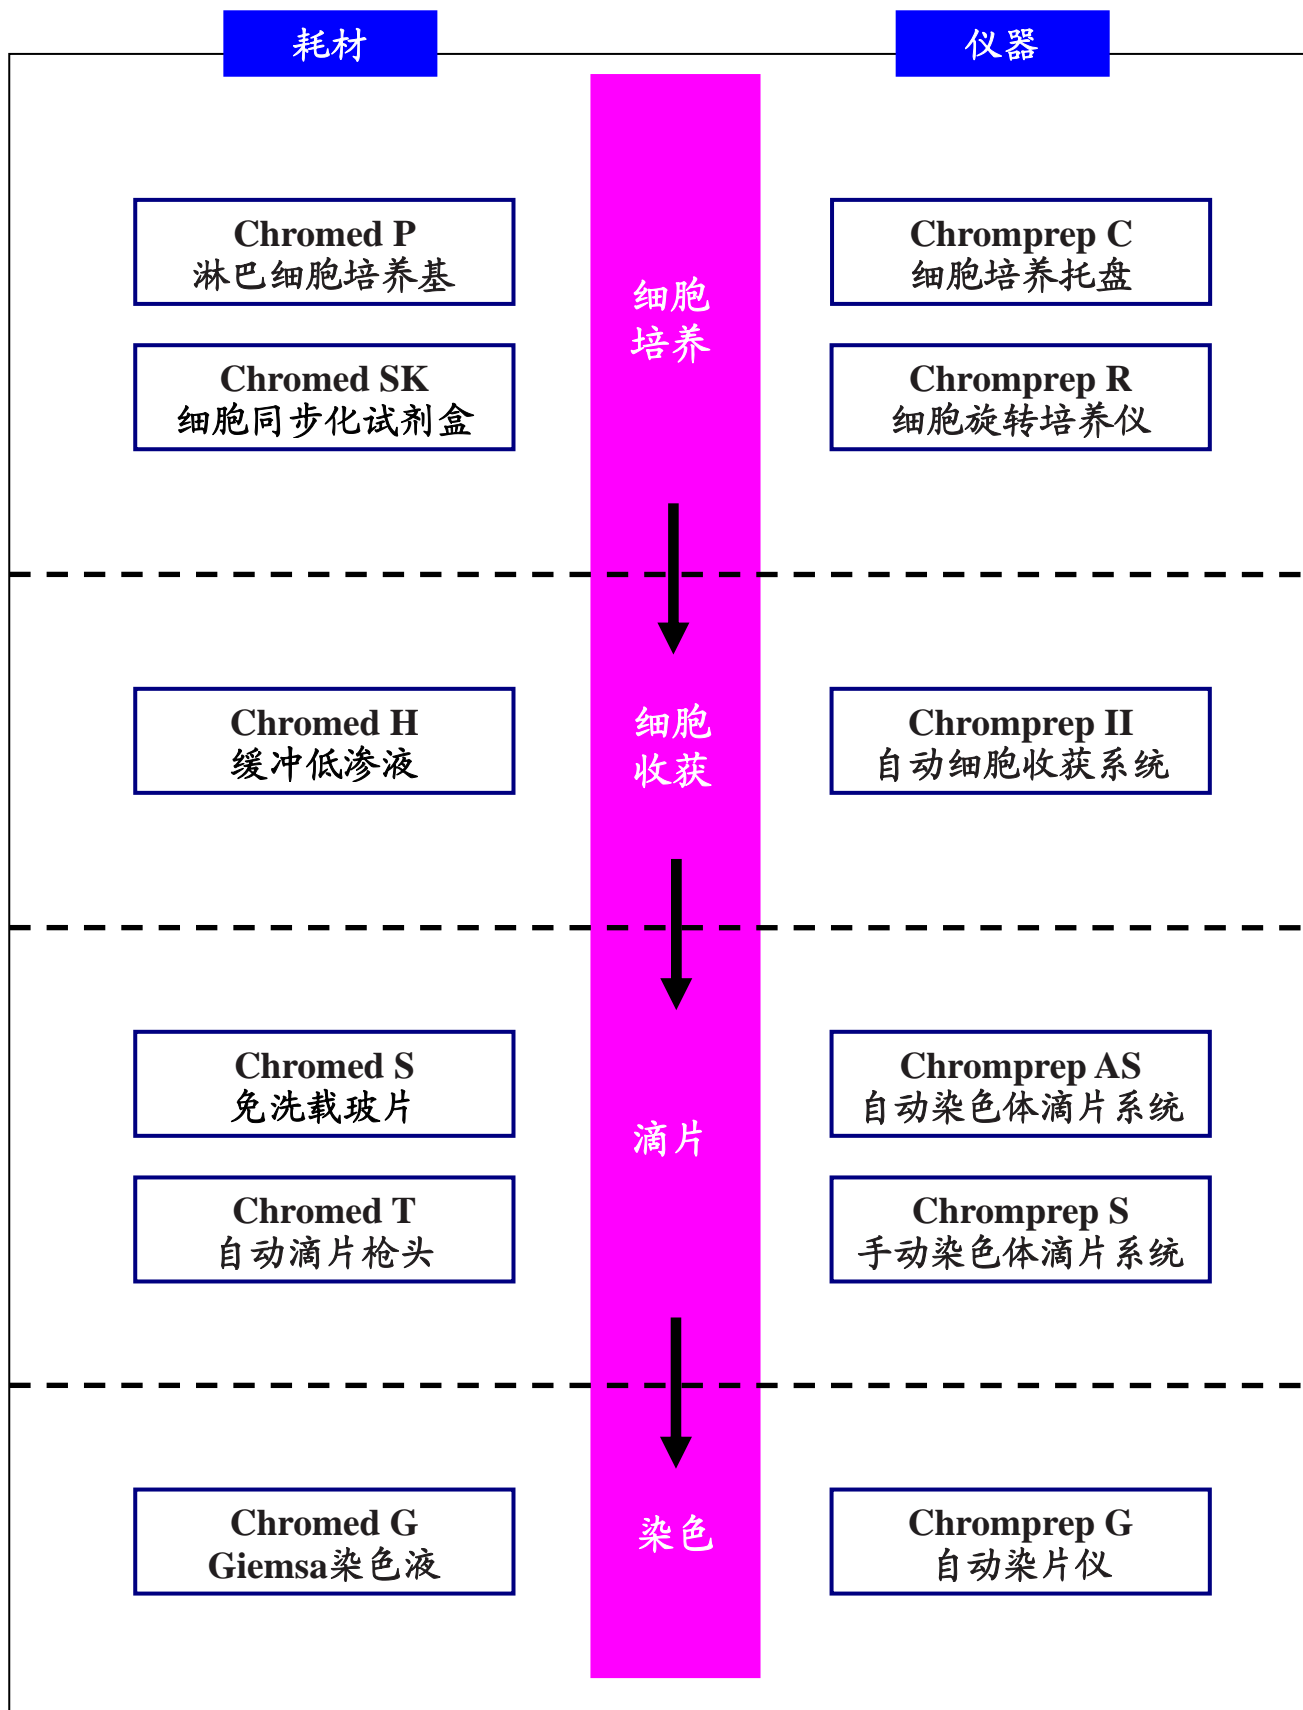 耗材
仪器
Chromed P
淋巴细胞培养基
Chromed SK
细胞同步化试剂盒
细胞
培养
Chromprep C
细胞培养托盘
Chromprep R
细胞旋转培养仪
Chromed H
缓冲低渗液
细胞
收获
Chromprep II
自动细胞收获系统
Chromed S
免洗载玻片
Chromed T
自动滴片枪头
滴片
Chromprep AS
自动染色体滴片系统
Chromprep S
手动染色体滴片系统
Chromed G
Giemsa染色液
染色
Chromprep G
自动染片仪